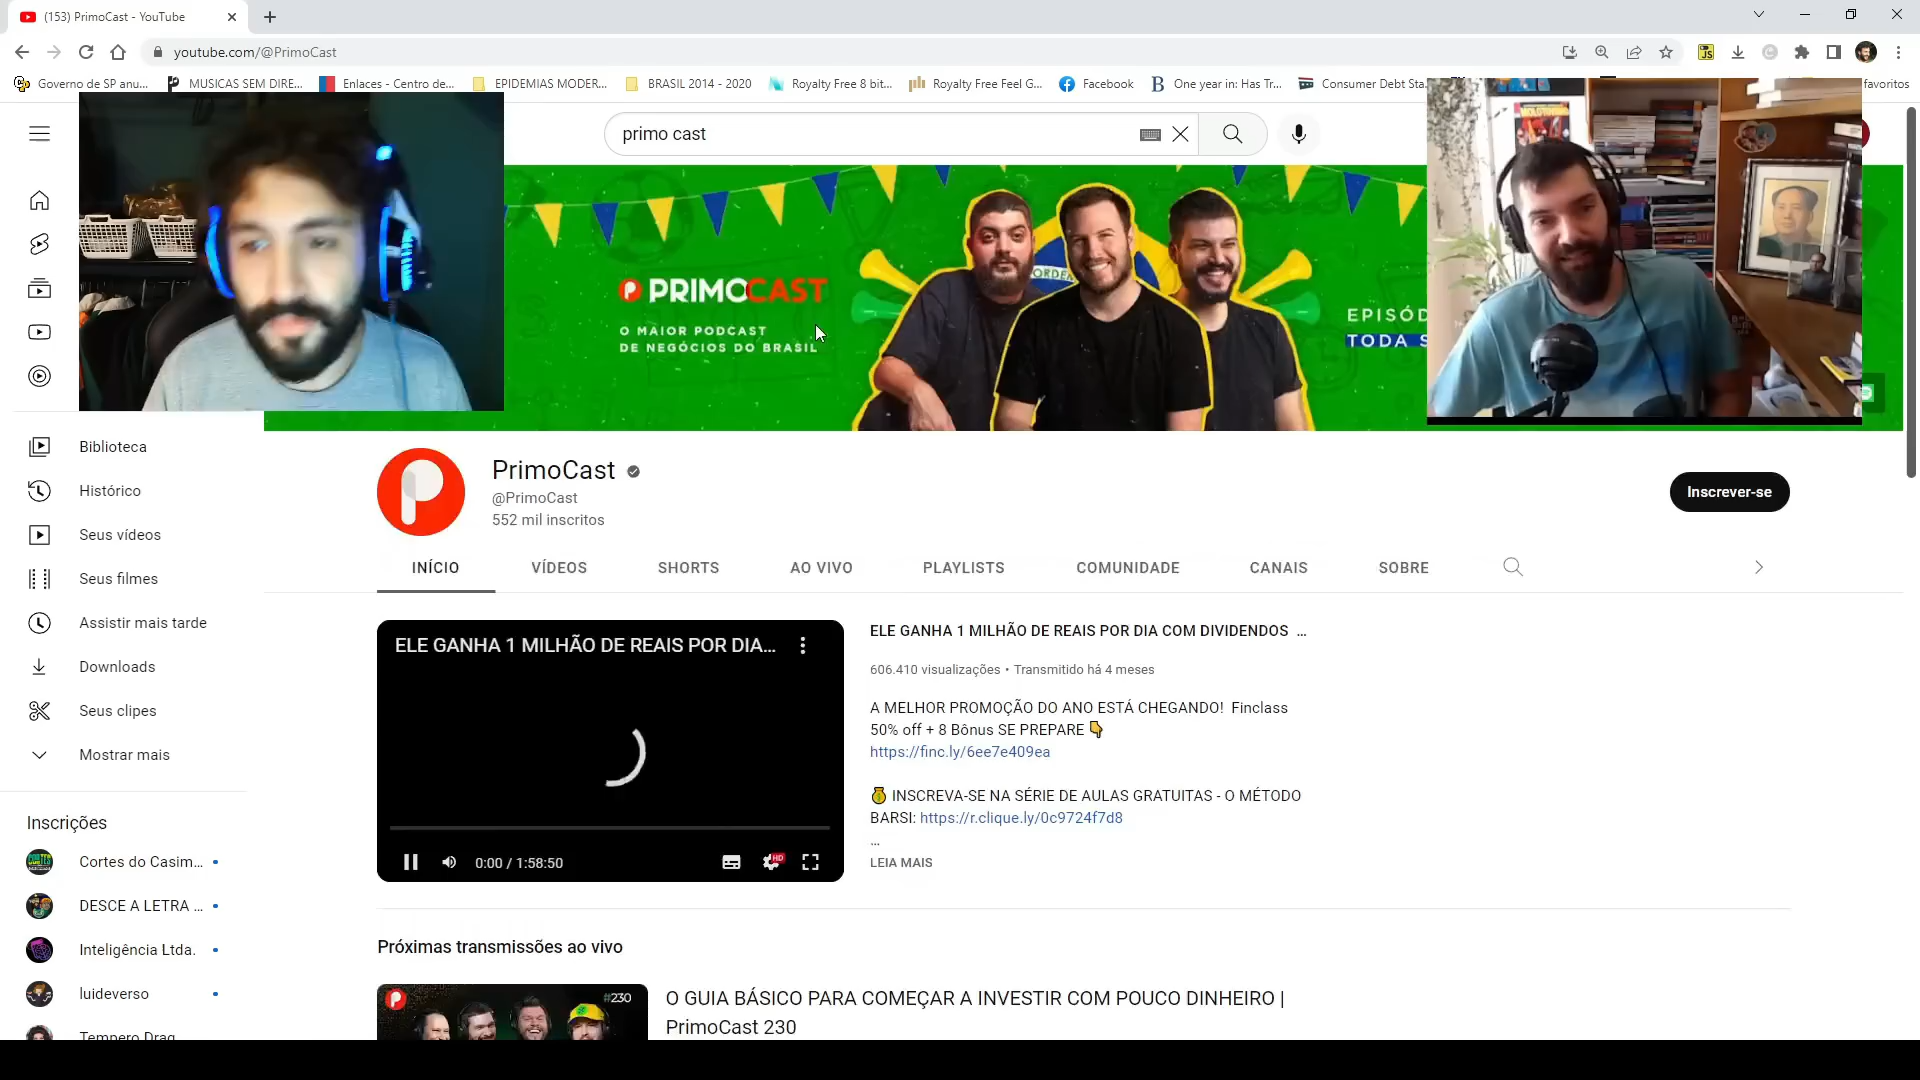 (153) PrimoCast - YouTube
youtube.com/@PrimoCast
Governo de SP anu...
MUSICAS SEM DIRE...
Enlaces - Centro de...
EPIDEMIAS MODER...
BRASIL 2014 - 2020
Royalty Free 8 bit...
Royalty Free Feel G...
Facebook
One year in: Has Tr...
Consumer Debt Sta
favoritos
primo cast
PRIMOCAST
O MAIOR PODCAST
DE NEGÓCIOS DO BRASIL
ORDEM
EPISÓD
TODA S
PrimoCast
@PrimoCast
552 mil inscritos
Inscrever-se
INÍCIO
VÍDEOS
SHORTS
AO VIVO
PLAYLISTS
COMUNIDADE
CANAIS
SOBRE
Biblioteca
Histórico
Seus vídeos
Seus filmes
Assistir mais tarde
Downloads
Seus clipes
Mostrar mais
Inscrições
Cortes do Casim...
DESCE A LETRA ...
Inteligência Ltda.
luideverso
Tempero Drag
ELE GANHA 1 MILHÃO DE REAIS POR DIA...
0:00 / 1:58:50
HD
ELE GANHA 1 MILHÃO DE REAIS POR DIA COM DIVIDENDOS ...
606.410 visualizações • Transmitido há 4 meses
A MELHOR PROMOÇÃO DO ANO ESTÁ CHEGANDO! Finclass
50% off + 8 Bônus SE PREPARE 👇
https://finc.ly/6ee7e409ea
💰 INSCREVA-SE NA SÉRIE DE AULAS GRATUITAS - O MÉTODO
BARSI: https://r.clique.ly/0c9724f7d8
...
LEIA MAIS
Próximas transmissões ao vivo
#230
O GUIA BÁSICO PARA COMEÇAR A INVESTIR COM POUCO DINHEIRO |
PrimoCast 230